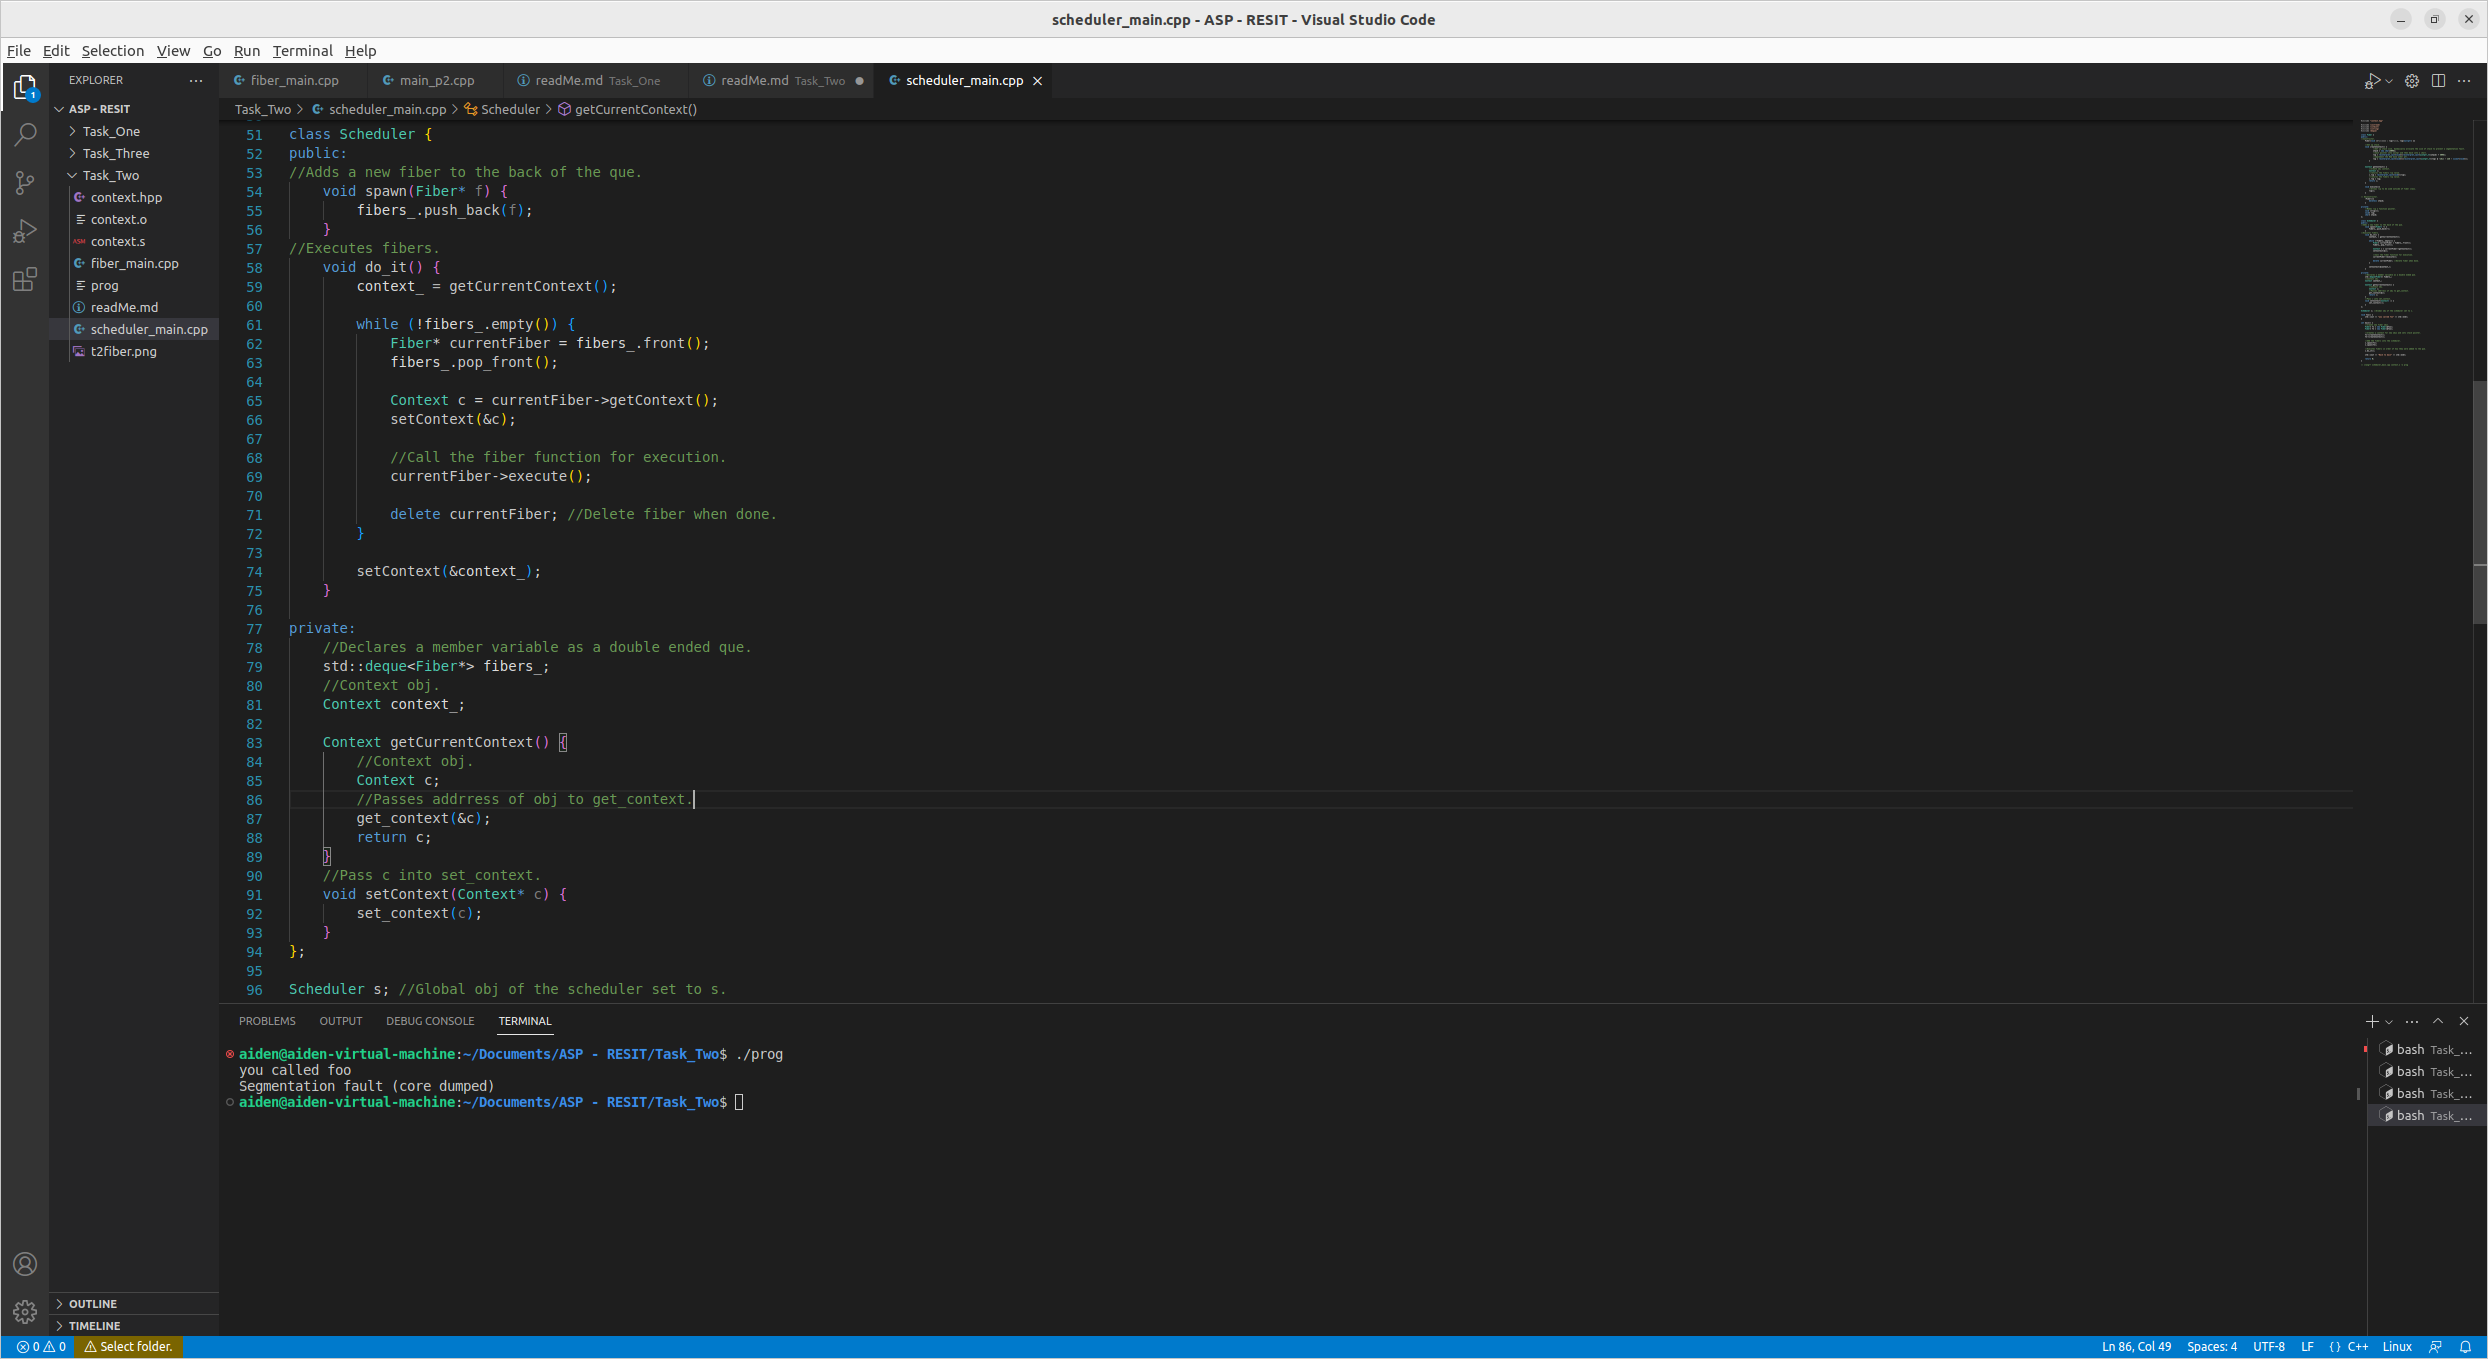 scheduler_main.cpp - ASP - RESIT - Visual Studio Code
File Edit Selection View Go Run Terminal Help
EXPLORER
ASP - RESIT
Task_One
Task_Three
Task_Two
context.hpp
context.o
ASM context.s
fiber_main.cpp
prog
readMe.md
scheduler_main.cpp
t2fiber.png
OUTLINE
TIMELINE
fiber_main.cpp main_p2.cpp readMe.md Task_One readMe.md Task_Two scheduler_main.cpp
Task_Two > scheduler_main.cpp > Scheduler > getCurrentContext()
51 class Scheduler {
52 public:
53 //Adds a new fiber to the back of the que.
54 void spawn(Fiber* f) {
55 fibers_.push_back(f);
56 }
57 //Executes fibers.
58 void do_it() {
59 context_ = getCurrentContext();
60
61 while (!fibers_.empty()) {
62 Fiber* currentFiber = fibers_.front();
63 fibers_.pop_front();
64
65 Context c = currentFiber->getContext();
66 setContext(&c);
67
68 //Call the fiber function for execution.
69 currentFiber->execute();
70
71 delete currentFiber; //Delete fiber when done.
72 }
73
74 setContext(&context_);
75 }
76
77 private:
78 //Declares a member variable as a double ended que.
79 std::deque<Fiber*> fibers_;
80 //Context obj.
81 Context context_;
82
83 Context getCurrentContext() {
84 //Context obj.
85 Context c;
86 //Passes addrress of obj to get_context.
87 get_context(&c);
88 return c;
89 }
90 //Pass c into set_context.
91 void setContext(Context* c) {
92 set_context(c);
93 }
94 };
95
96 Scheduler s; //Global obj of the scheduler set to s.
PROBLEMS OUTPUT DEBUG CONSOLE TERMINAL
aiden@aiden-virtual-machine:~/Documents/ASP - RESIT/Task_Two$ ./prog
you called foo
Segmentation fault (core dumped)
aiden@aiden-virtual-machine:~/Documents/ASP - RESIT/Task_Two$
bash Task_...
bash Task_...
bash Task_...
bash Task_...
1
0 0 Select folder. Ln 86, Col 49 Spaces: 4 UTF-8 LF {} C++ Linux